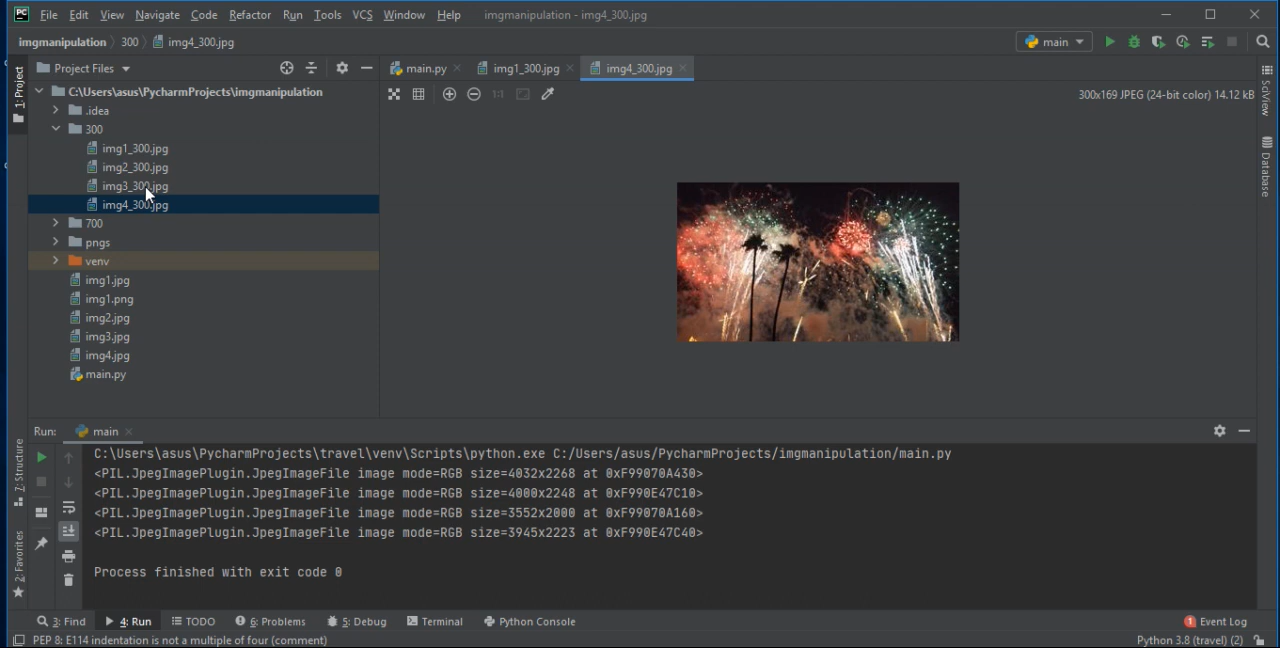 PC File Edit View Navigate Code Refactor Run Tools VCS Window Help imgmanipulation - img4_300.jpg
imgmanipulation 300 img4_300.jpg main
1: Project Project Files main.py img1_300.jpg img4_300.jpg SciView
C:\Users\asus\PycharmProjects\imgmanipulation 1:1 300x169 JPEG (24-bit color) 14.12 kB
.idea
300
img1_300.jpg
img2_300.jpg Database
img3_300.jpg
img4_300.jpg
700
pngs
venv
img1.jpg
img1.png
img2.jpg
img3.jpg
img4.jpg
main.py
Run: main
C:\Users\asus\PycharmProjects\travel\venv\Scripts\python.exe C:/Users/asus/PycharmProjects/imgmanipulation/main.py
<PIL.JpegImagePlugin.JpegImageFile image mode=RGB size=4032x2268 at 0xF99070A430>
<PIL.JpegImagePlugin.JpegImageFile image mode=RGB size=4000x2248 at 0xF990E47C10>
<PIL.JpegImagePlugin.JpegImageFile image mode=RGB size=3552x2000 at 0xF99070A160>
<PIL.JpegImagePlugin.JpegImageFile image mode=RGB size=3945x2223 at 0xF990E47C40>
Process finished with exit code 0
Z: Structure
2: Favorites
3: Find 4: Run TODO 6: Problems 5: Debug Terminal Python Console 1 Event Log
PEP 8: E114 indentation is not a multiple of four (comment) Python 3.8 (travel) (2)